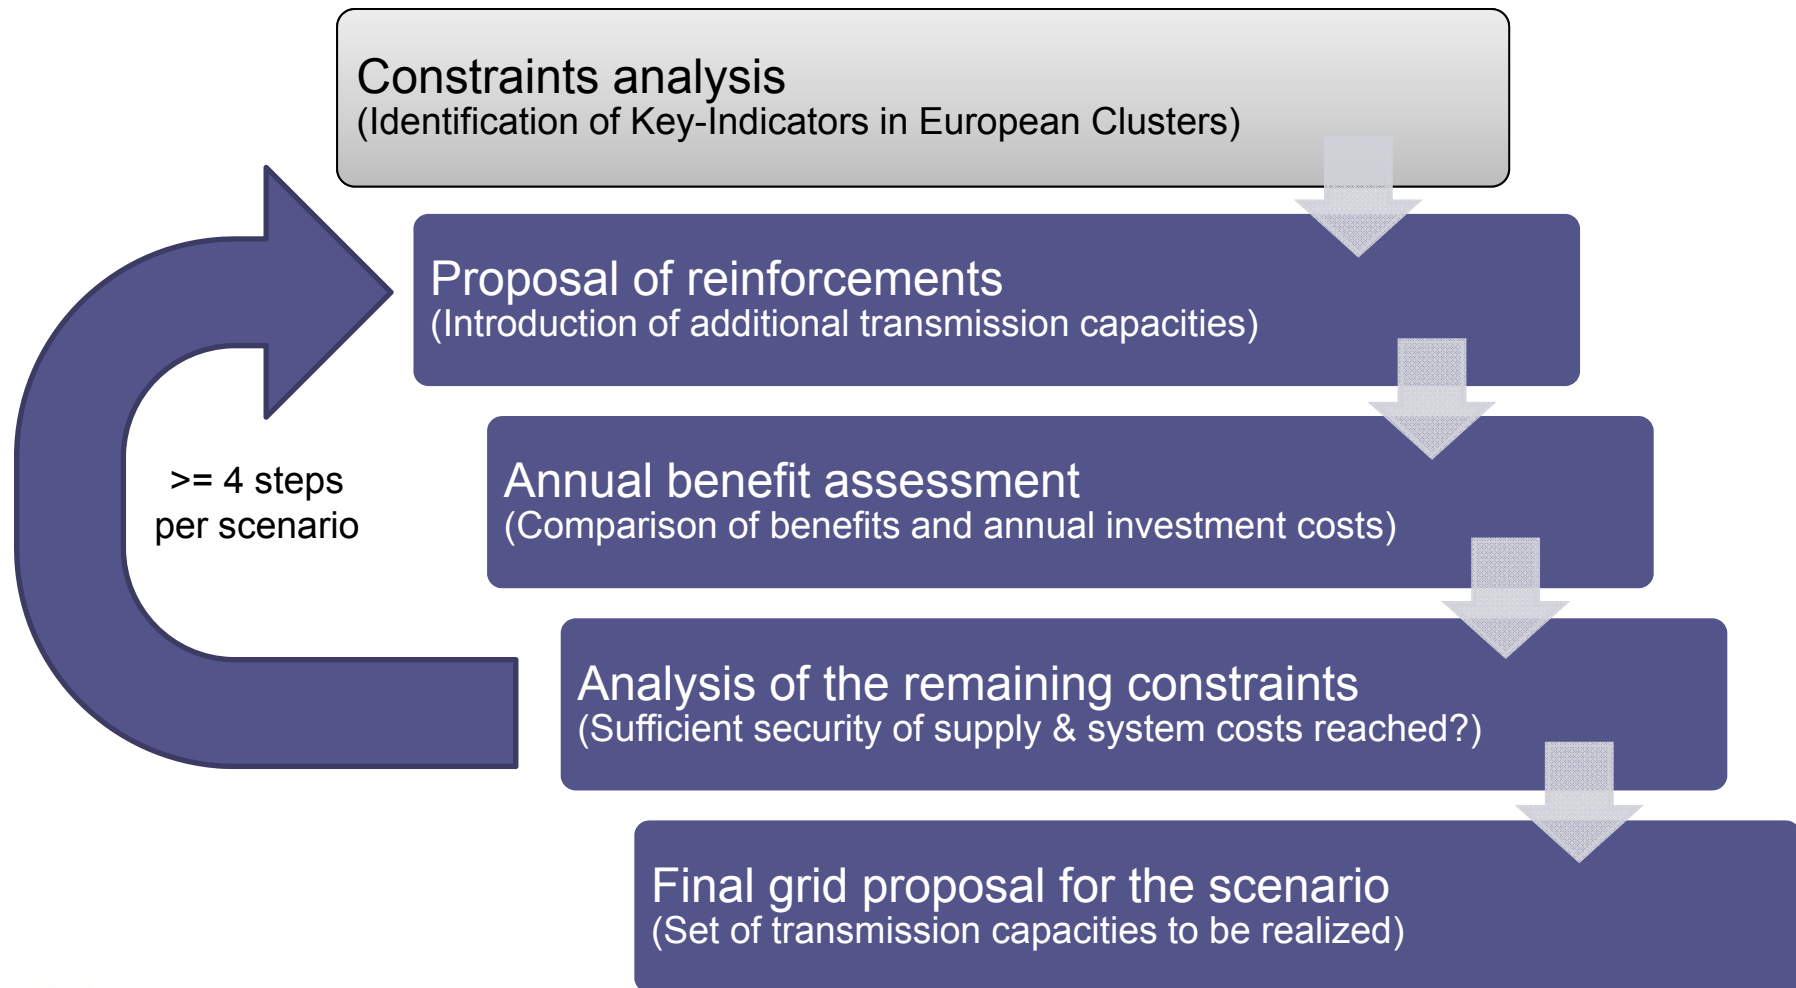 Constraints analysis
(Identification of Key-Indicators in European Clusters)
Proposal of reinforcements
(Introduction of additional transmission capacities)
>= 4 steps
per scenario
Annual benefit assessment
(Comparison of benefits and annual investment costs)
Analysis of the remaining constraints
(Sufficient security of supply & system costs reached?)
Final grid proposal for the scenario
(Set of transmission capacities to be realized)